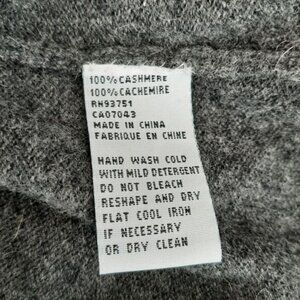 100% CASHMERE
100% CACHEMIRE
RN93751
CA07043
MADE IN CHINA
FABRIQUE EN CHINE
HAND WASH COLD
WITH MILD DETERGENT
DO NOT BLEACH
RESHAPE AND DRY
FLAT COOL IRON
IF NECESSARY
OR DRY CLEAN